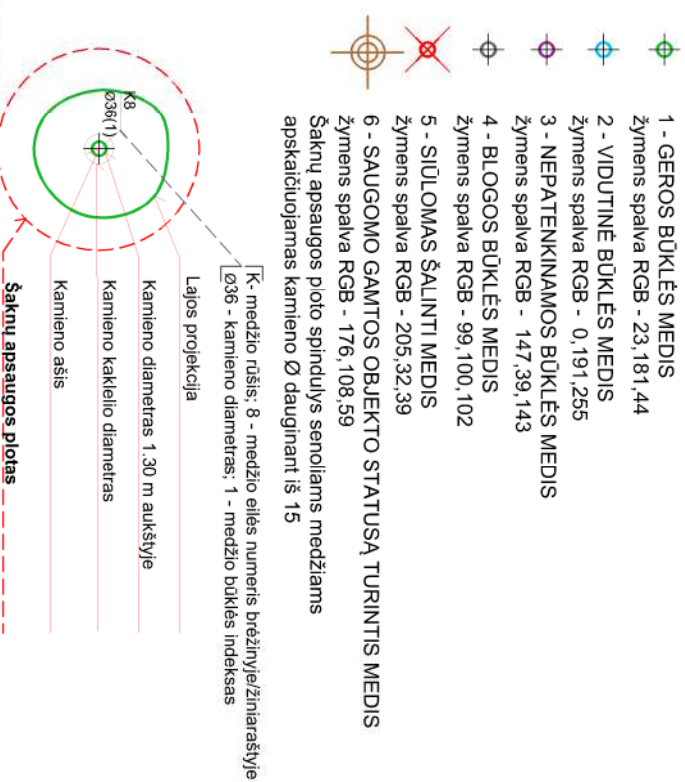 1 - GEROS BŪKLĖS MEDIS
žymens spalva RGB - 23,181,44
2 - VIDUTINĖ BŪKLĖS MEDIS
žymens spalva RGB - 0,191,255
3 - NEPATENKINAMOS BŪKLĖS MEDIS
žymens spalva RGB - 147,39,143
4 - BLOGOS BŪKLĖS MEDIS
žymens spalva RGB - 99,100,102
5 - SIŪLOMAS ŠALINTI MEDIS
žymens spalva RGB - 205,32,39
6 - SAUGOMO GAMTOS OBJEKTO STATUSĄ TURINTIS MEDIS
žymens spalva RGB - 176,108,59
Šaknų apsaugos ploto spindulys senoliams medžiams
apskaičiuojamas kamieno Ø dauginant iš 15
K- medžio rūšis; 8 - medžio eilės numeris brėžinyje/žiniaraštyje
Ø36 - kamieno diametras; 1 - medžio būklės indeksas
K8
Ø36(1)
Lajos projekcija
Kamieno diametras 1.30 m aukštyje
Kamieno kaklelio diametras
Kamieno ašis
Šaknų apsaugos plotas